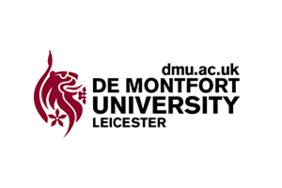 dmu.ac.uk
DE MONTFORT
UNIVERSITY
LEICESTER